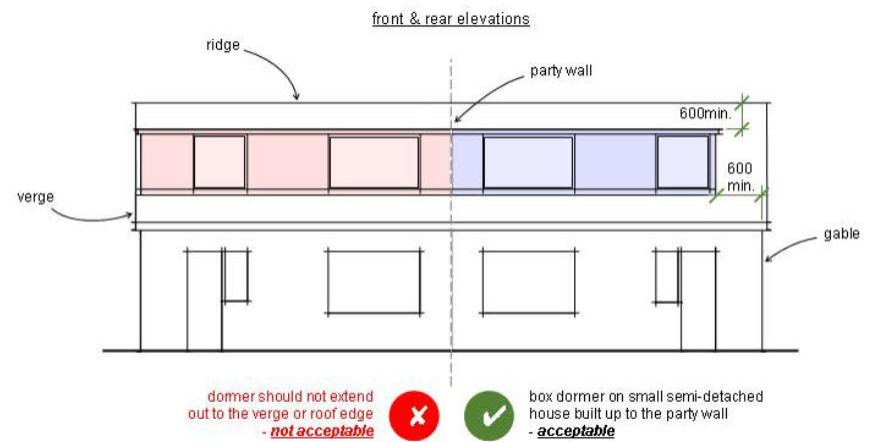 front & rear elevations
ridge
party wall
600min.
600
min.
verge
gable
dormer should not extend
out to the verge or roof edge
- not acceptable
box dormer on small semi-detached
house built up to the party wall
- acceptable